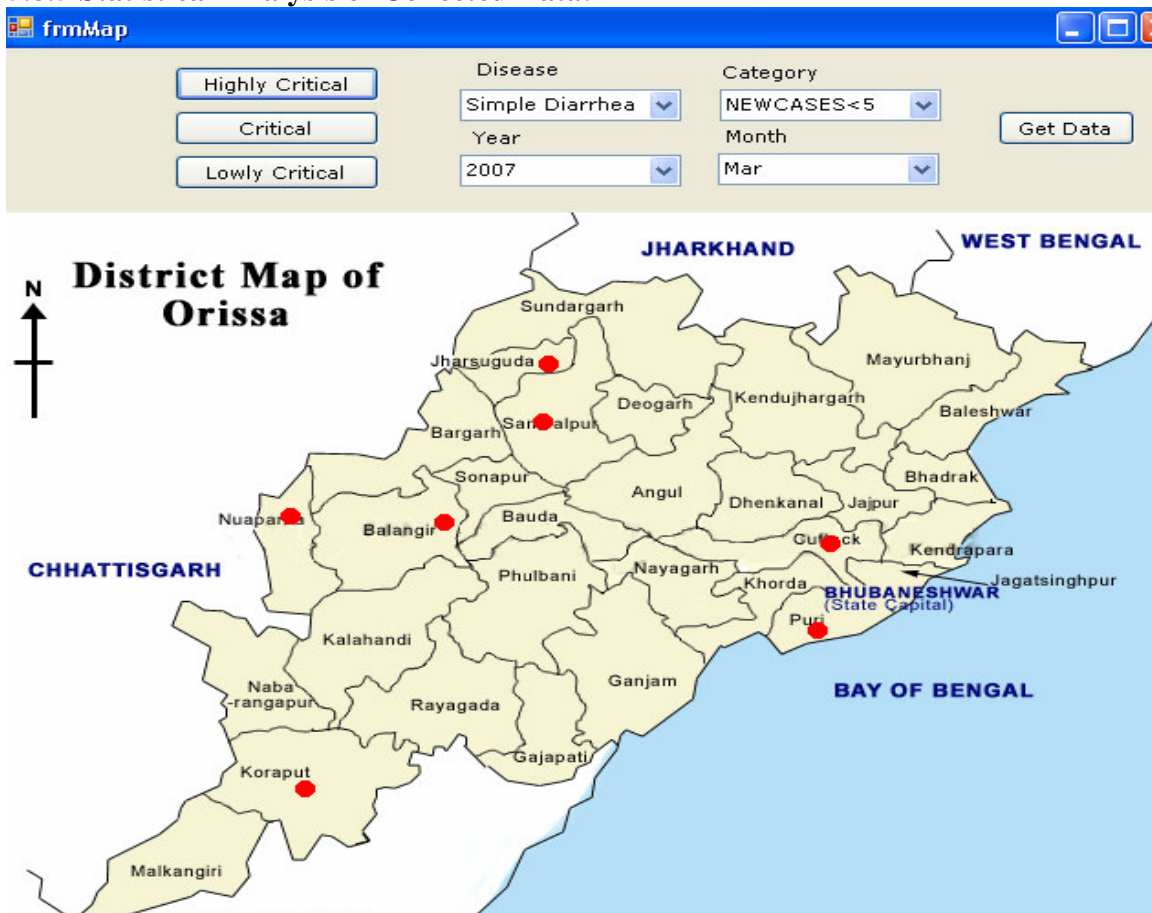 frmMap
Highly Critical
Critical
Lowly Critical
Disease
Simple Diarrhea
Year
2007
Category
NEWCASES<5
Month
Mar
Get Data
District Map of
Orissa
N
JHARKHAND
WEST BENGAL
Sundargarh
Jharsuguda
Mayurbhanj
Deogarh
Kendujhargarh
Baleshwar
Bargarh
Sonapur
Bhadrak
Angul
Dhenkanal
Jajpur
Balangir
Bauda
Kendrapara
CHHATTISGARH
Phulbani
Nayagarh
Khorda
Jagatsinghpur
BHUBANESHWAR
(State Capital)
Puri
Kalahandi
Ganjam
BAY OF BENGAL
Naba
-rangapur
Rayagada
Gajapati
Koraput
Malkangiri